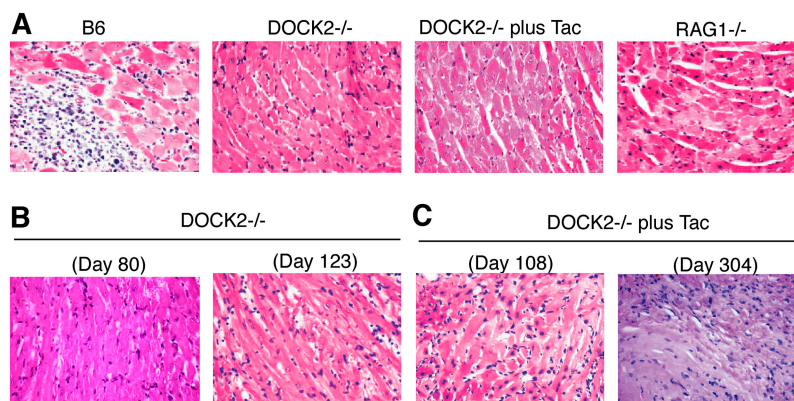 A
B6
DOCK2-/-
DOCK2-/- plus Tac
RAG1-/-
B
DOCK2-/-
(Day 80)
(Day 123)
C
DOCK2-/- plus Tac
(Day 108)
(Day 304)